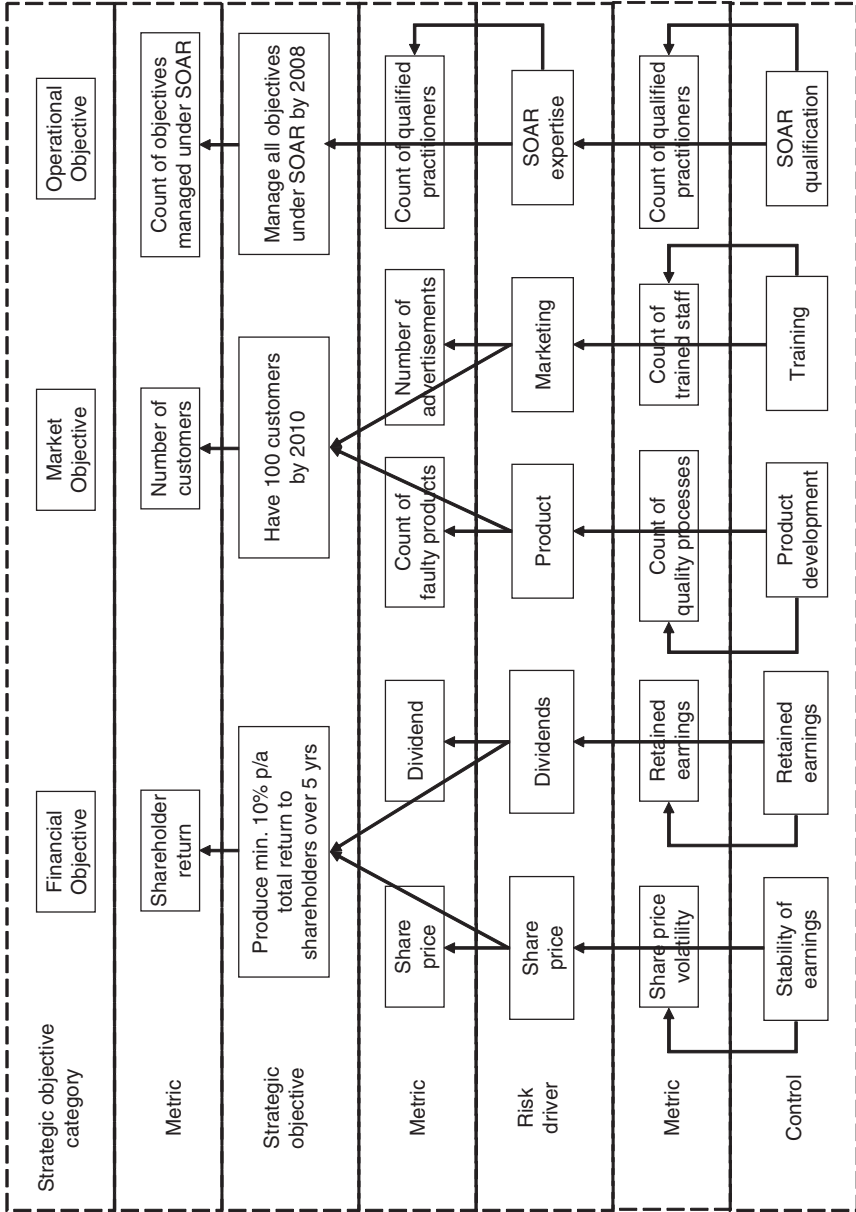 Strategic objective
category
Financial
Objective
Market
Objective
Operational
Objective
Metric
Shareholder
return
Number of
customers
Count of objectives
managed under SOAR
Strategic
objective
Produce min. 10% p/a
total return to
shareholders over 5 yrs
Have 100 customers
by 2010
Manage all objectives
under SOAR by 2008
Metric
Share
price
Dividend
Count of
faulty products
Number of
advertisements
Count of qualified
practitioners
Risk
driver
Share
price
Dividends
Product
Marketing
SOAR
expertise
Metric
Share price
volatility
Retained
earnings
Count of
quality processes
Count of
trained staff
Count of qualified
practitioners
Control
Stability of
earnings
Retained
earnings
Product
development
Training
SOAR
qualification